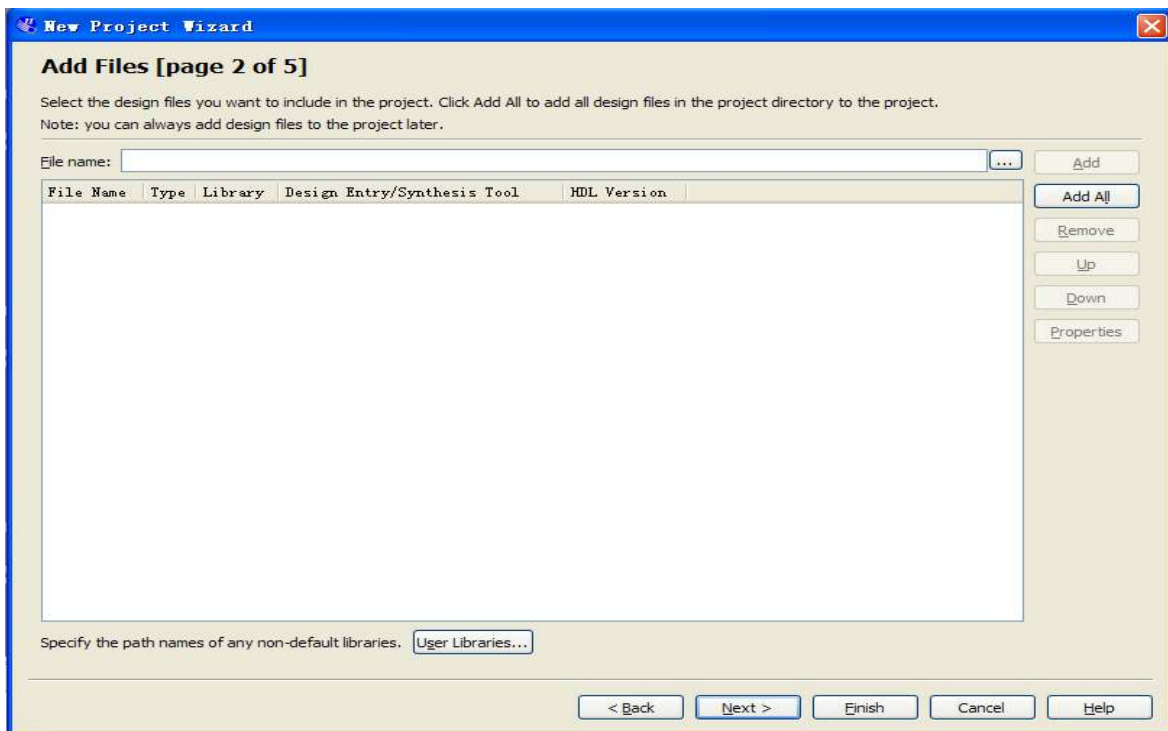 New Project Wizard
Add Files [page 2 of 5]
Select the design files you want to include in the project. Click Add All to add all design files in the project directory to the project.
Note: you can always add design files to the project later.
File name: ... Add
File Name Type Library Design Entry/Synthesis Tool HDL Version Add All
Remove
Up
Down
Properties
Specify the path names of any non-default libraries. User Libraries...
< Back Next > Finish Cancel Help